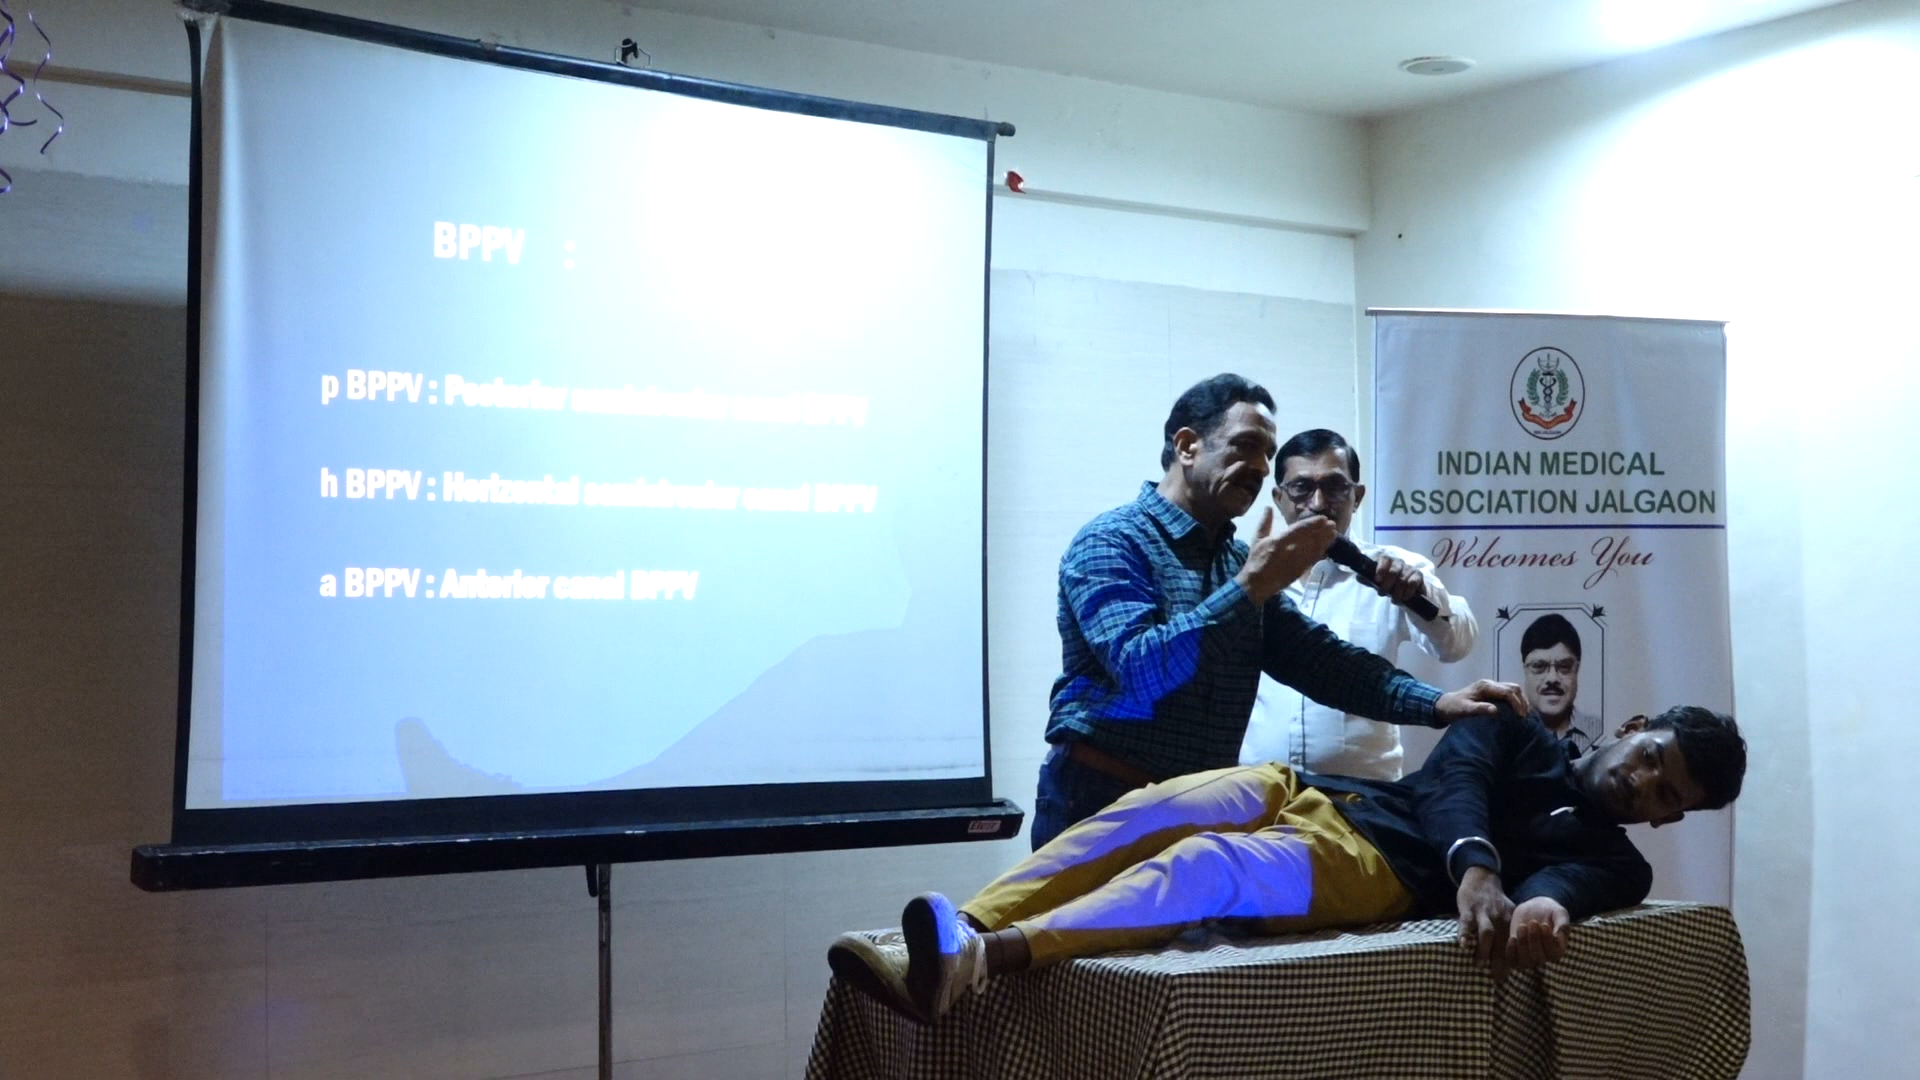 BPPV :
p BPPV : Posterior semicircular canal BPPV
h BPPV : Horizontal semicircular canal BPPV
a BPPV : Anterior canal BPPV
INDIAN MEDICAL
ASSOCIATION JALGAON
Welcomes You